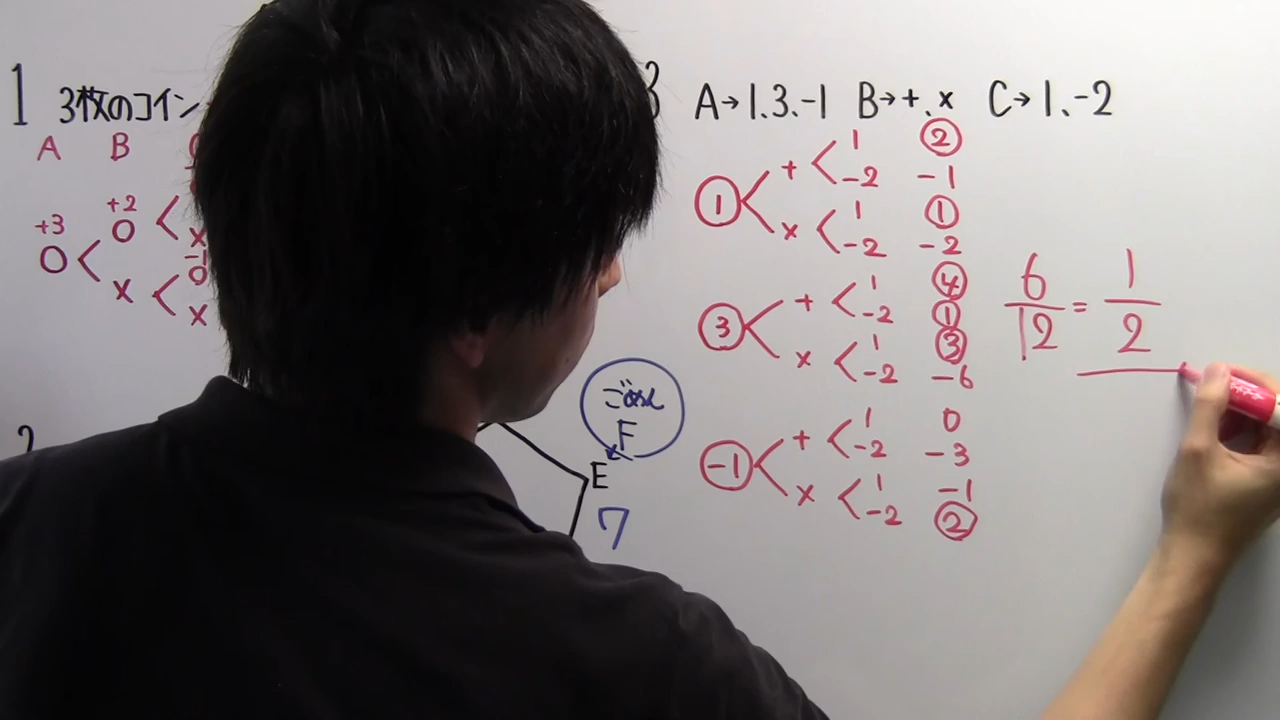 1 3枚のコイン
A B
+3 +2
○ < ○ <
×
-1
○
× < ×
2
ごめん
F
E
7
3 A→1.3.-1 B→+.× C→1.-2
1 < + < 1 2
-2 -1
× < 1 1
-2 -2
3 < + < 1 4
-2 1
× < 1 3
-2 -6
-1 < + < 1 0
-2 -3
× < 1 -1
-2 2
6/12 = 1/2